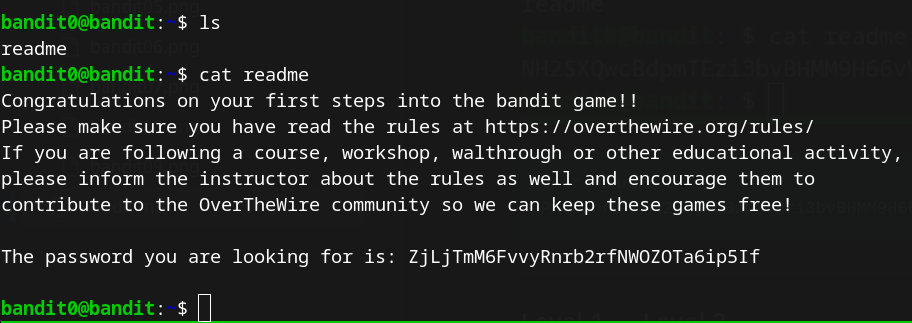 bandit0@bandit:~$ ls
readme
bandit0@bandit:~$ cat readme
Congratulations on your first steps into the bandit game!!
Please make sure you have read the rules at https://overthewire.org/rules/
If you are following a course, workshop, walthrough or other educational activity,
please inform the instructor about the rules as well and encourage them to
contribute to the OverTheWire community so we can keep these games free!
The password you are looking for is: ZjLjTmM6FvvyRnrb2rfNWOZOTa6ip5If
bandit0@bandit:~$